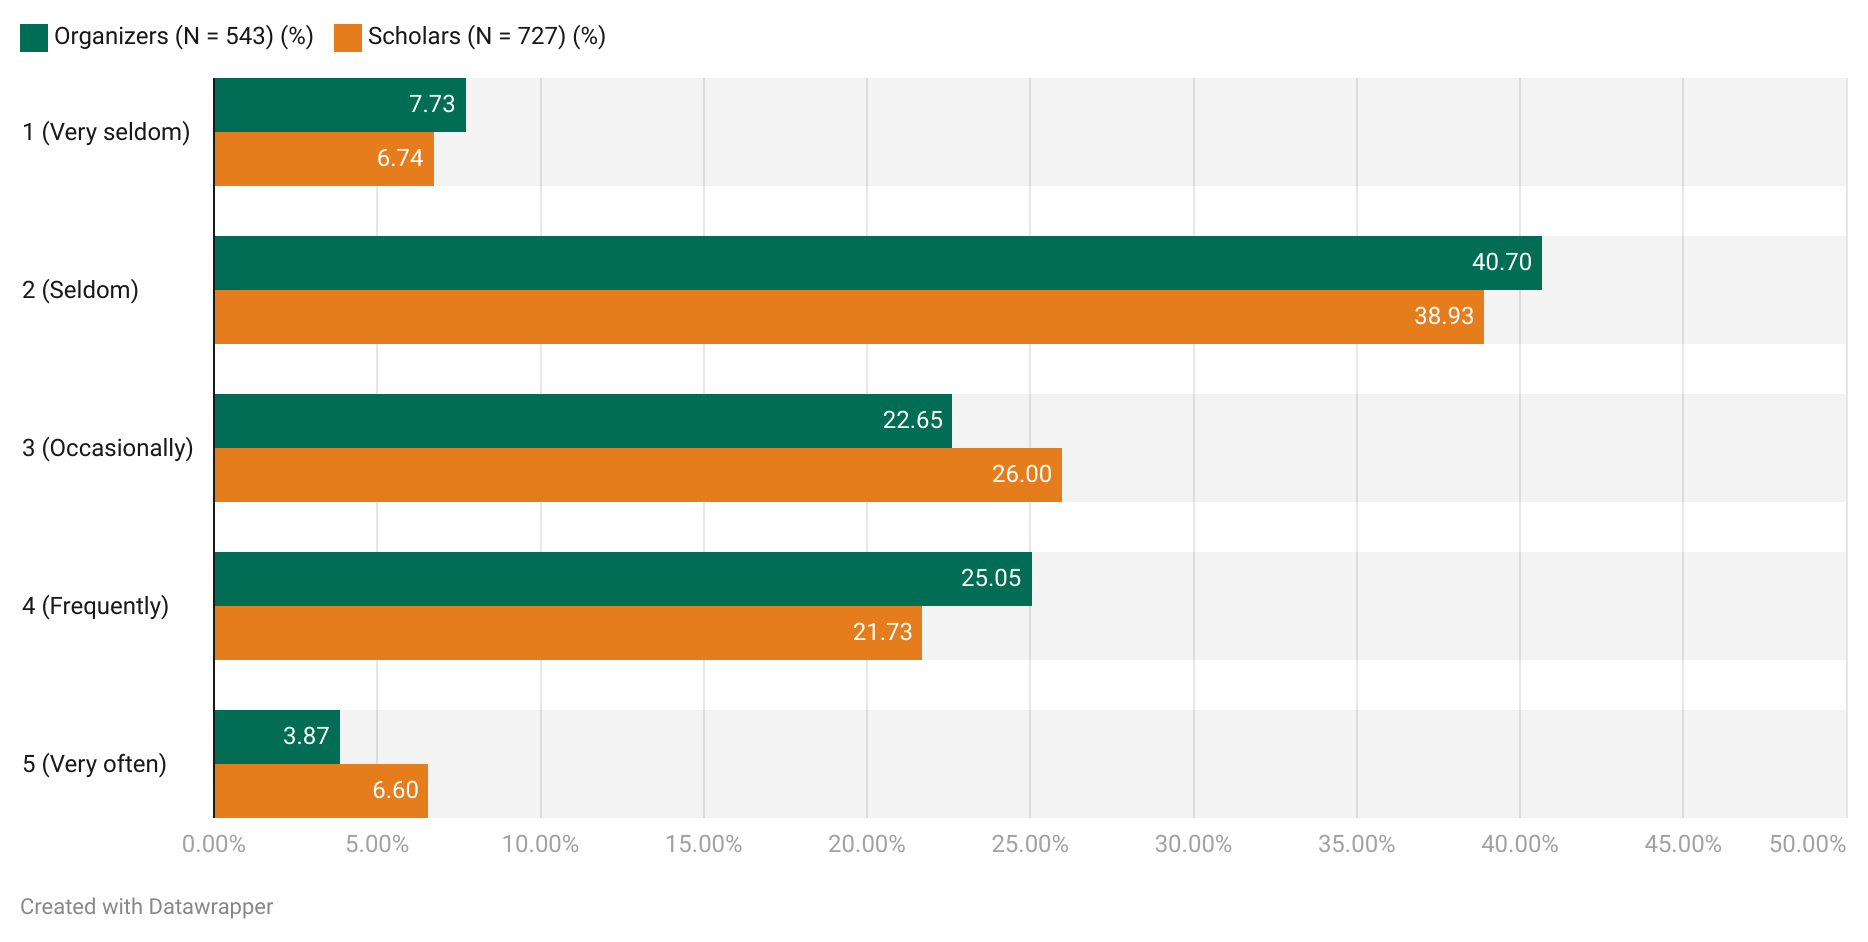 Organizers (N = 543) (%) Scholars (N = 727) (%)
1 (Very seldom)
7.73
6.74
2 (Seldom)
40.70
38.93
3 (Occasionally)
22.65
26.00
4 (Frequently)
25.05
21.73
5 (Very often)
3.87
6.60
0.00% 5.00% 10.00% 15.00% 20.00% 25.00% 30.00% 35.00% 40.00% 45.00% 50.00%
Created with Datawrapper